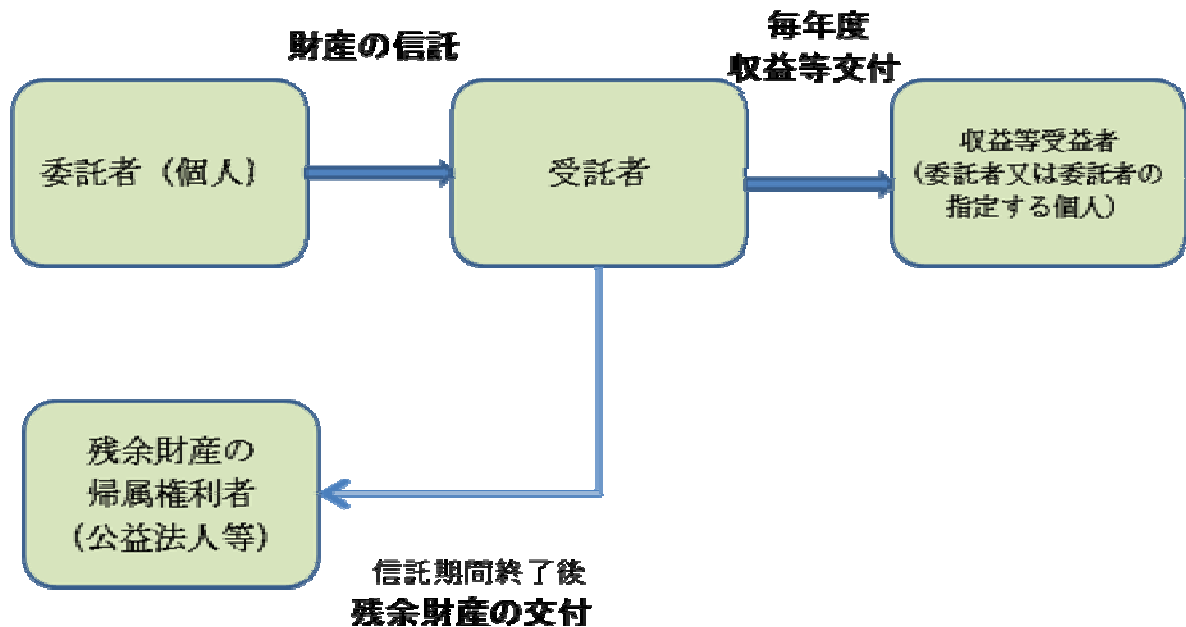 財産の信託
毎年度
収益等交付
委託者（個人）
受託者
収益等受益者
（委託者又は委託者の
指定する個人）
残余財産の
帰属権利者
（公益法人等）
信託期間終了後
残余財産の交付